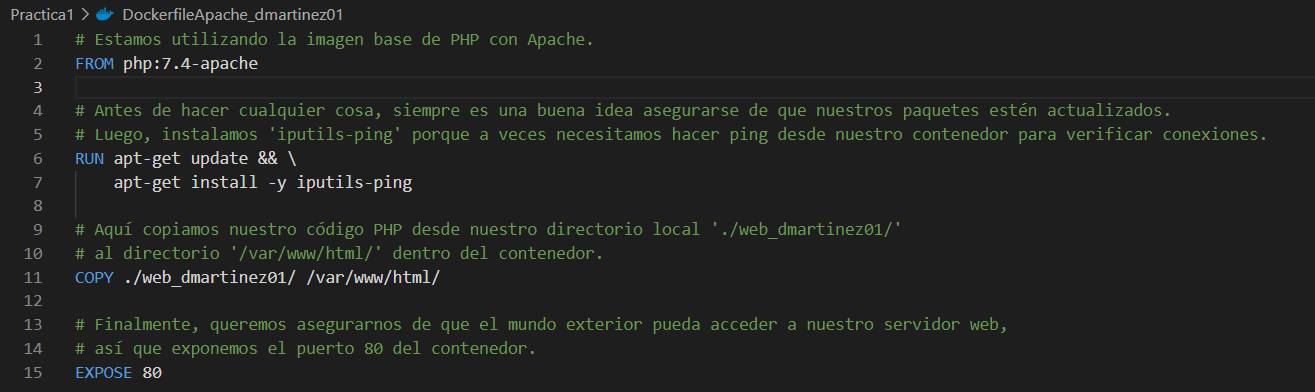 Practica1 > DockerfileApache_dmartinez01
1 # Estamos utilizando la imagen base de PHP con Apache.
2 FROM php:7.4-apache
3
4 # Antes de hacer cualquier cosa, siempre es una buena idea asegurarse de que nuestros paquetes estén actualizados.
5 # Luego, instalamos 'iputils-ping' porque a veces necesitamos hacer ping desde nuestro contenedor para verificar conexiones.
6 RUN apt-get update && \
7     apt-get install -y iputils-ping
8
9 # Aquí copiamos nuestro código PHP desde nuestro directorio local './web_dmartinez01/'
10 # al directorio '/var/www/html/' dentro del contenedor.
11 COPY ./web_dmartinez01/ /var/www/html/
12
13 # Finalmente, queremos asegurarnos de que el mundo exterior pueda acceder a nuestro servidor web,
14 # así que exponemos el puerto 80 del contenedor.
15 EXPOSE 80